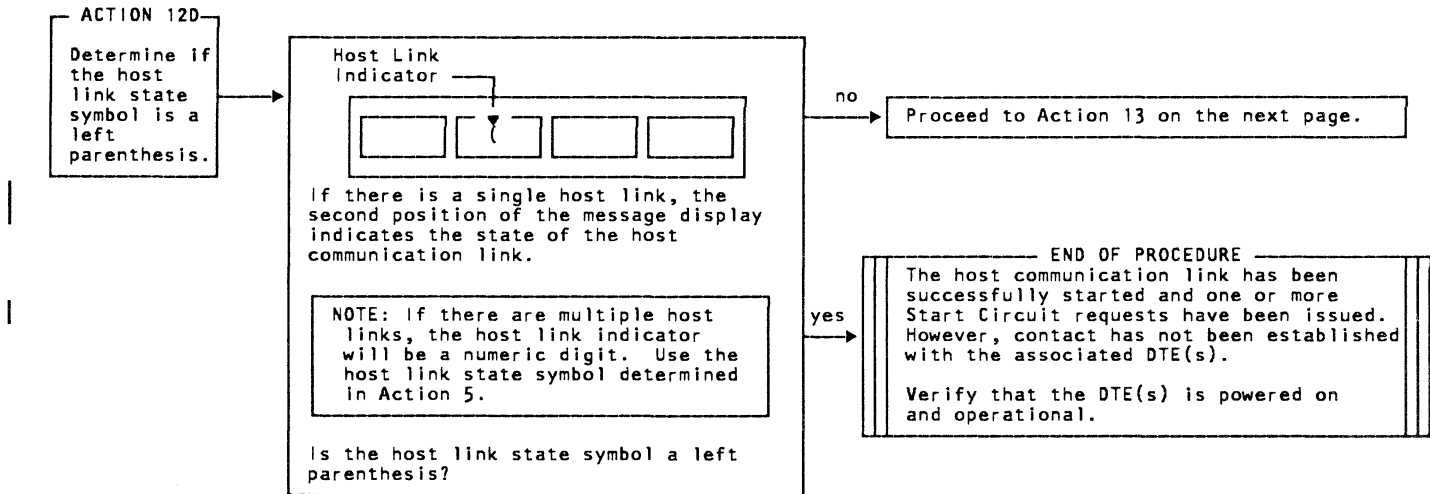 ACTION 12D
Determine if
the host
link state
symbol is a
left
parenthesis.
Host Link
Indicator
(
If there is a single host link, the
second position of the message display
indicates the state of the host
communication link.
NOTE: If there are multiple host
links, the host link indicator
will be a numeric digit. Use the
host link state symbol determined
in Action 5.
Is the host link state symbol a left
parenthesis?
no
Proceed to Action 13 on the next page.
yes
END OF PROCEDURE
The host communication link has been
successfully started and one or more
Start Circuit requests have been issued.
However, contact has not been established
with the associated DTE(s).
Verify that the DTE(s) is powered on
and operational.